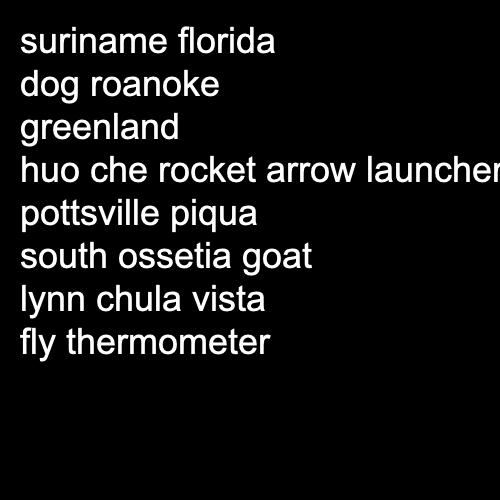 suriname florida
dog roanoke
greenland
huo che rocket arrow launcher
pottsville piqua
south ossetia goat
lynn chula vista
fly thermometer